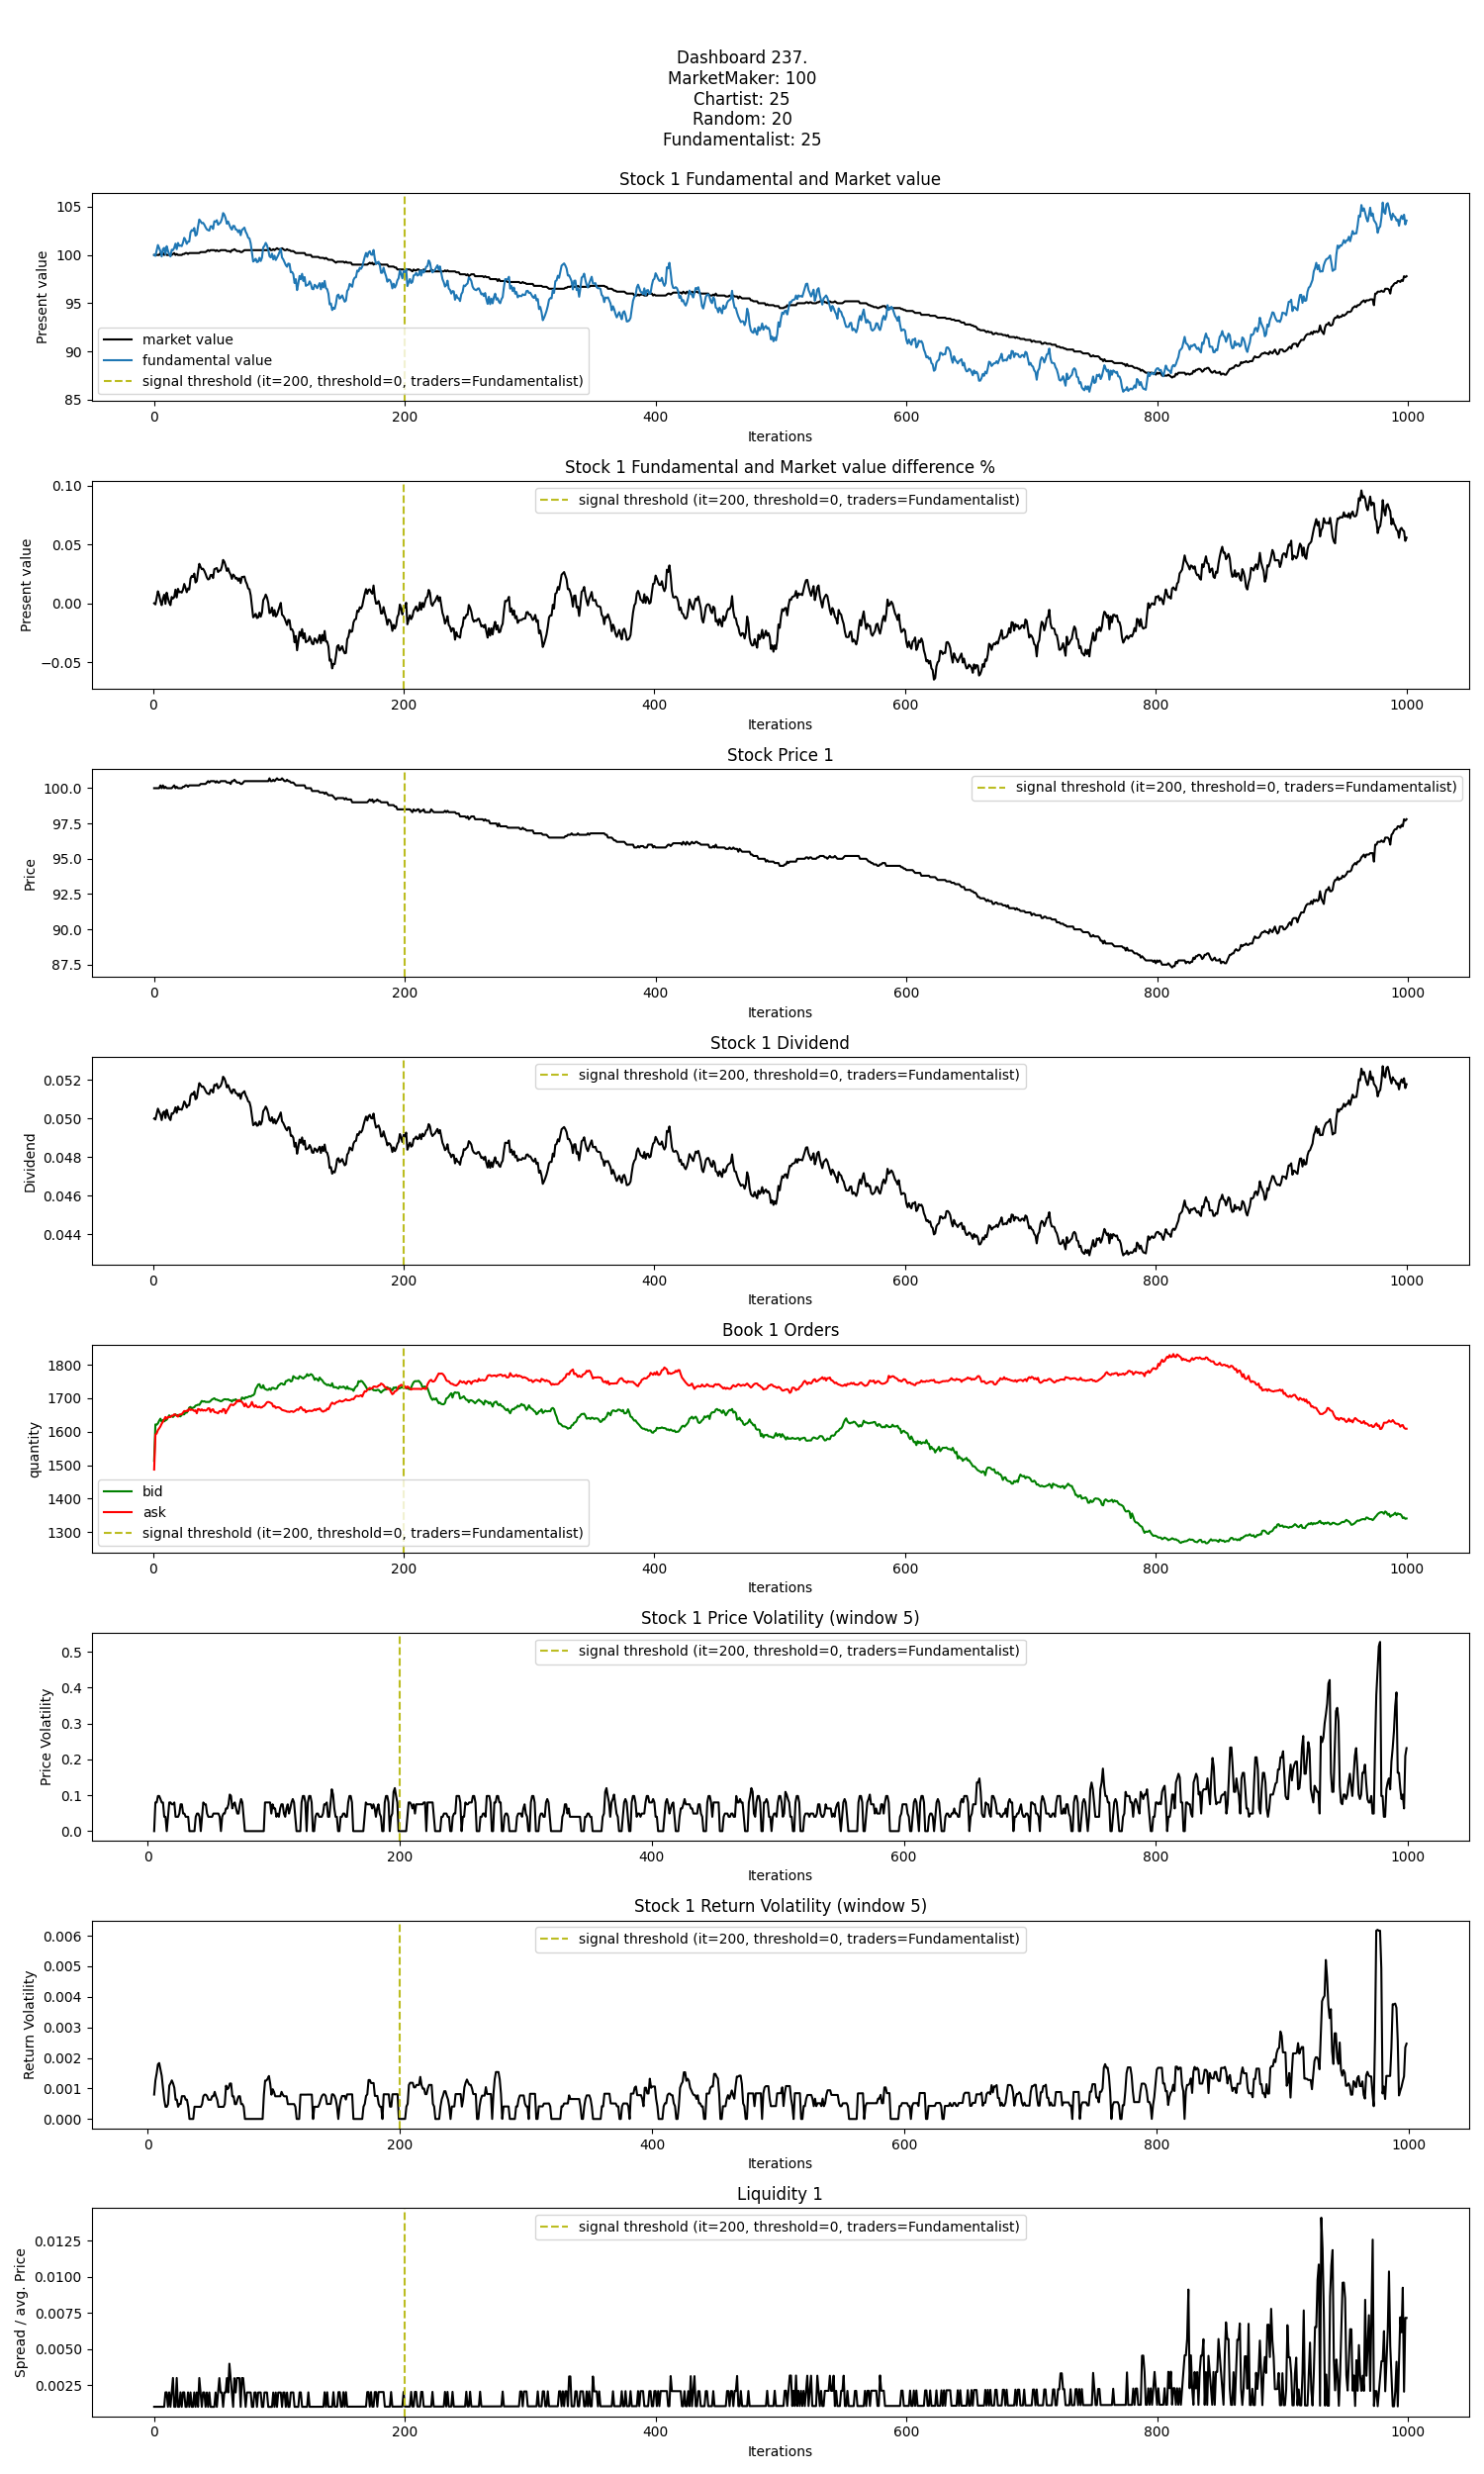 Dashboard 237.
MarketMaker: 100
Chartist: 25
Random: 20
Fundamentalist: 25
Stock 1 Fundamental and Market value
Present value
105
100
95
90
85
market value
fundamental value
signal threshold (it=200, threshold=0, traders=Fundamentalist)
0 200 400 600 800 1000
Iterations
Stock 1 Fundamental and Market value difference %
Present value
0.10
0.05
0.00
−0.05
signal threshold (it=200, threshold=0, traders=Fundamentalist)
0 200 400 600 800 1000
Iterations
Stock Price 1
Price
100.0
97.5
95.0
92.5
90.0
87.5
signal threshold (it=200, threshold=0, traders=Fundamentalist)
0 200 400 600 800 1000
Iterations
Stock 1 Dividend
Dividend
0.052
0.050
0.048
0.046
0.044
signal threshold (it=200, threshold=0, traders=Fundamentalist)
0 200 400 600 800 1000
Iterations
Book 1 Orders
quantity
1800
1700
1600
1500
1400
1300
bid
ask
signal threshold (it=200, threshold=0, traders=Fundamentalist)
0 200 400 600 800 1000
Iterations
Stock 1 Price Volatility (window 5)
Price Volatility
0.5
0.4
0.3
0.2
0.1
0.0
signal threshold (it=200, threshold=0, traders=Fundamentalist)
0 200 400 600 800 1000
Iterations
Stock 1 Return Volatility (window 5)
Return Volatility
0.006
0.005
0.004
0.003
0.002
0.001
0.000
signal threshold (it=200, threshold=0, traders=Fundamentalist)
0 200 400 600 800 1000
Iterations
Liquidity 1
Spread / avg. Price
0.0125
0.0100
0.0075
0.0050
0.0025
signal threshold (it=200, threshold=0, traders=Fundamentalist)
0 200 400 600 800 1000
Iterations